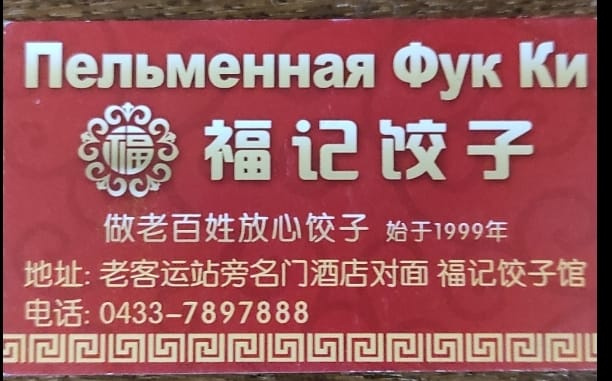 Пельменная Фук Ки
福
福记饺子
做老百姓放心饺子 始于1999年
地址: 老客运站旁名门酒店对面 福记饺子馆
电话: 0433-7897888